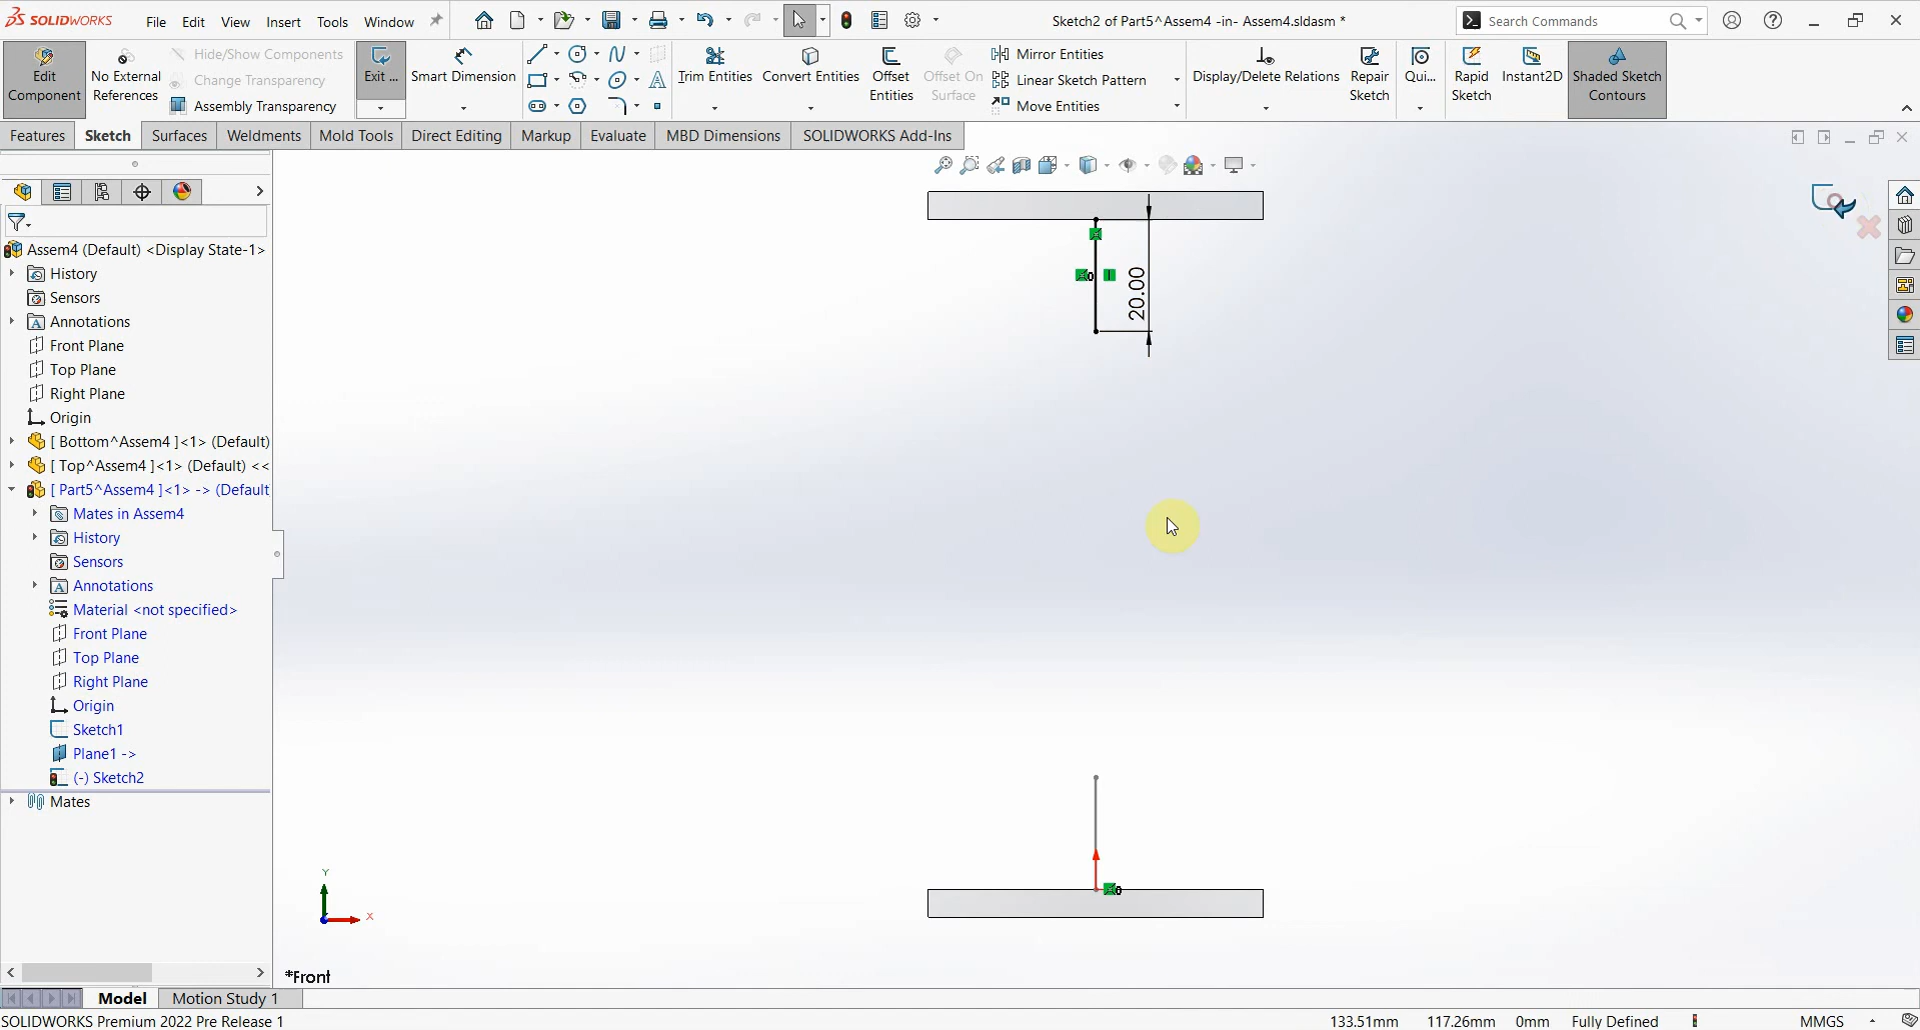 SOLIDWORKS File Edit View Insert Tools Window Sketch2 of Part5^Assem4 -in- Assem4.sldasm * Search Commands
Edit Component
No External References
Hide/Show Components
Change Transparency
Assembly Transparency
Exit ...
Smart Dimension
Trim Entities
Convert Entities
Offset Entities
Offset On Surface
Mirror Entities
Linear Sketch Pattern
Move Entities
Display/Delete Relations
Repair Sketch
Qui...
Rapid Sketch
Instant2D
Shaded Sketch Contours
Features Sketch Surfaces Weldments Mold Tools Direct Editing Markup Evaluate MBD Dimensions SOLIDWORKS Add-Ins
Assem4 (Default) <Display State-1>
History
Sensors
Annotations
Front Plane
Top Plane
Right Plane
Origin
[ Bottom^Assem4 ]<1> (Default)
[ Top^Assem4 ]<1> (Default) <<
[ Part5^Assem4 ]<1> -> (Default
Mates in Assem4
History
Sensors
Annotations
Material <not specified>
Front Plane
Top Plane
Right Plane
Origin
Sketch1
Plane1 ->
(-) Sketch2
Mates
20.00
0
0
Y
X
*Front
Model Motion Study 1
SOLIDWORKS Premium 2022 Pre Release 1 133.51mm 117.26mm 0mm Fully Defined MMGS